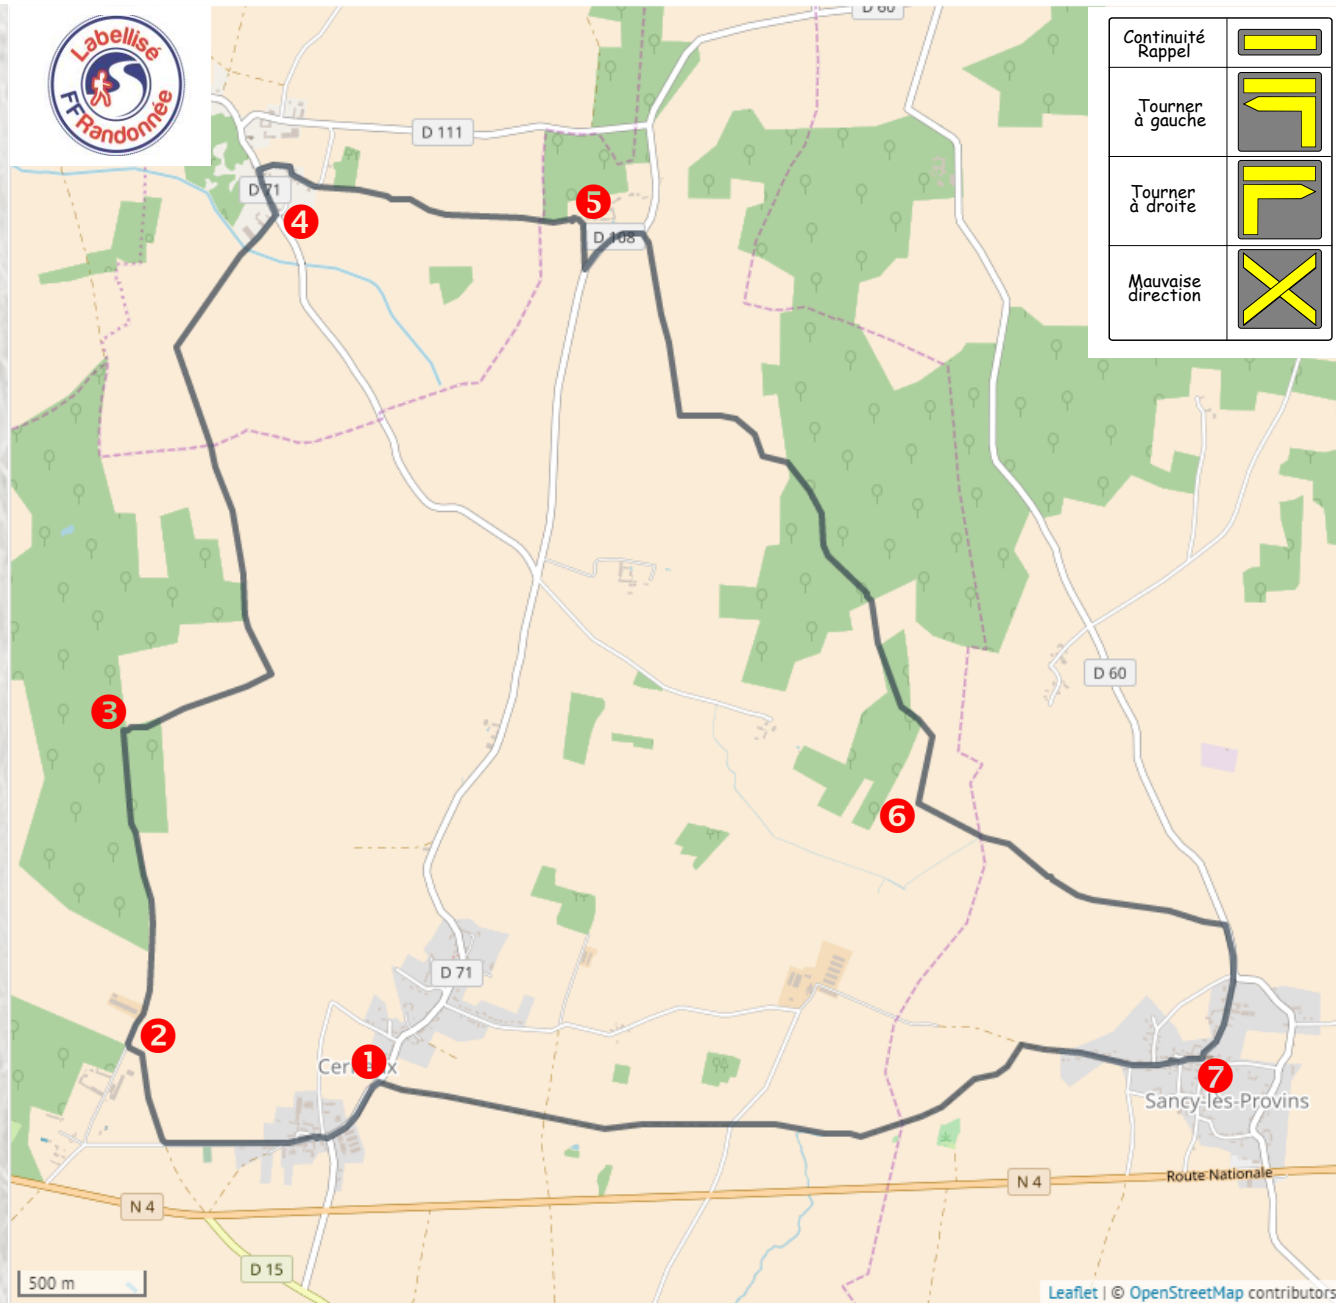 Labellisé
FFRandonnée
D 60
Continuité
Rappel
Tourner
à gauche
Tourner
à droite
Mauvaise
direction
D 111
D 71
4
5
D 108
D 60
3
6
D 71
2
1
7
Sancy-lès-Provins
Route Nationale
N 4
N 4
D 15
500 m
Leaflet | © OpenStreetMap contributors